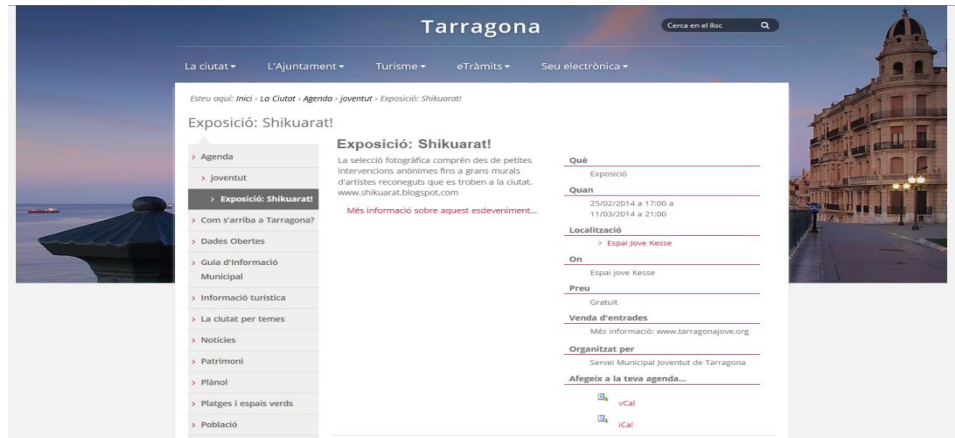 Tarragona
Cerca en el lloc
La ciutat
L'Ajuntament
Turisme
eTràmits
Seu electrònica
Esteu aquí: Inici › La Ciutat › Agenda › joventut › Exposició: Shikuarat!
Exposició: Shikuarat!
> Agenda
> joventut
> Exposició: Shikuarat!
> Com s'arriba a Tarragona?
> Dades Obertes
> Guia d'Informació
Municipal
> Informació turística
> La ciutat per temes
> Notícies
> Patrimoni
> Plànol
> Platges i espais verds
> Població
Exposició: Shikuarat!
La selecció fotogràfica comprèn des de petites
intervencions anònimes fins a grans murals
d'artistes reconeguts que es troben a la ciutat.
www.shikuarat.blogspot.com
Més informació sobre aquest esdeveniment...
Què
Exposició
Quan
25/02/2014 a 17:00 a
11/03/2014 a 21:00
Localització
> Espai Jove Kesse
On
Espai jove Kesse
Preu
Gratuït
Venda d'entrades
Més informació: www.tarragonajove.org
Organitzat per
Servei Municipal Joventut de Tarragona
Afegeix a la teva agenda...
vCal
iCal